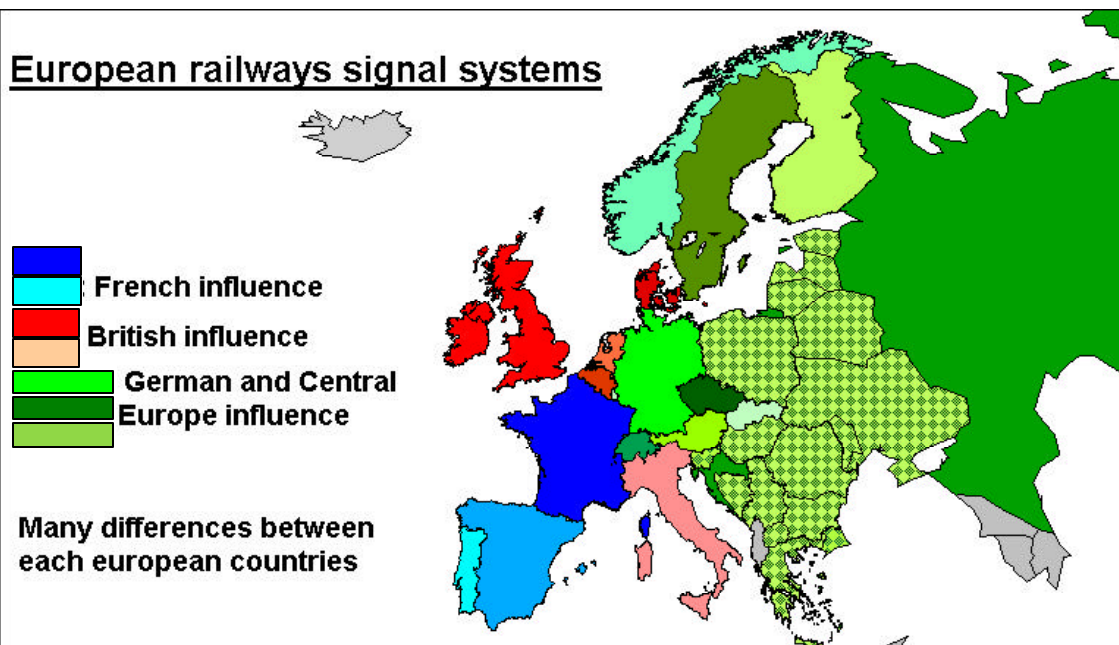 European railways signal systems
: French influence
British influence
German and Central
Europe influence
Many differences between
each european countries